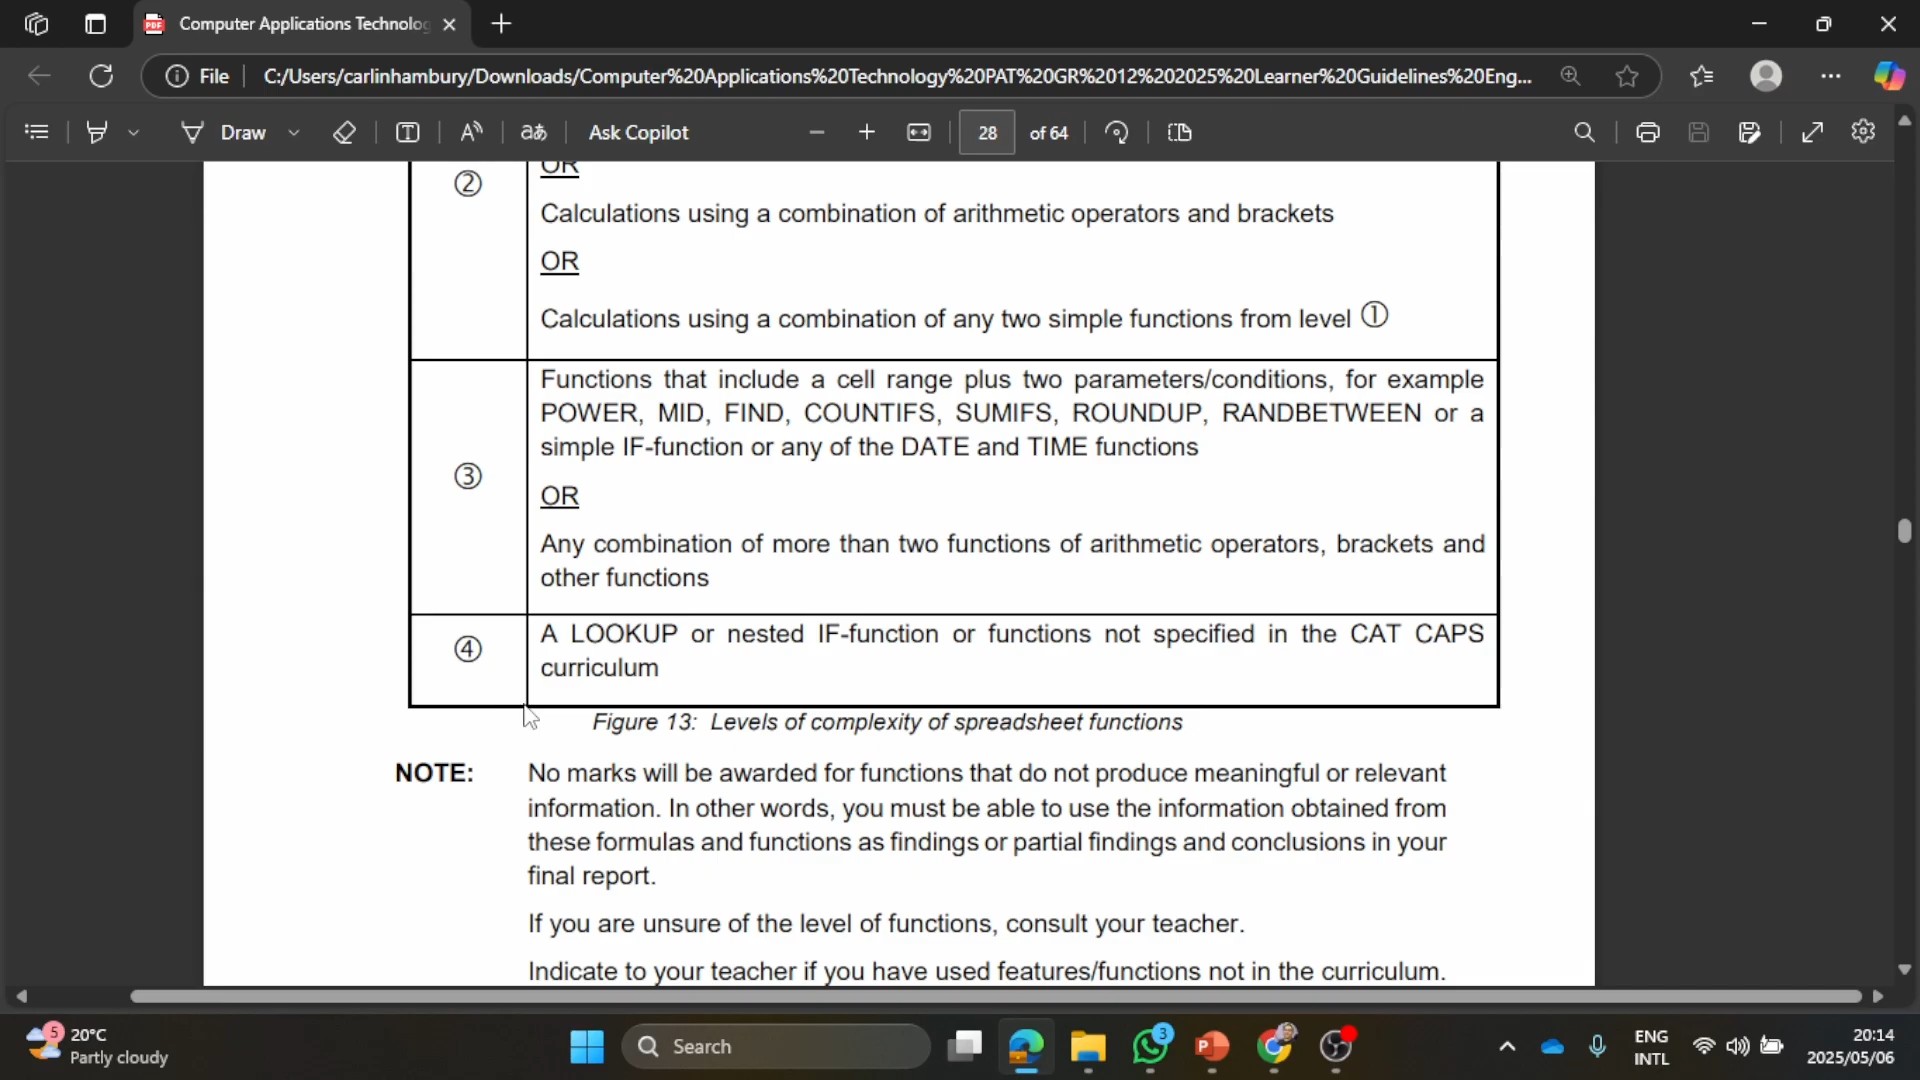 Computer Applications Technolog
File
C:/Users/carlinhambury/Downloads/Computer%20Applications%20Technology%20PAT%20GR%2012%202025%20Learner%20Guidelines%20Eng...
Draw
aあ
Ask Copilot
28
of 64
②
OR
Calculations using a combination of arithmetic operators and brackets
OR
Calculations using a combination of any two simple functions from level ①
③
Functions that include a cell range plus two parameters/conditions, for example
POWER, MID, FIND, COUNTIFS, SUMIFS, ROUNDUP, RANDBETWEEN or a
simple IF-function or any of the DATE and TIME functions
OR
Any combination of more than two functions of arithmetic operators, brackets and
other functions
④
A LOOKUP or nested IF-function or functions not specified in the CAT CAPS
curriculum
Figure 13: Levels of complexity of spreadsheet functions
NOTE:
No marks will be awarded for functions that do not produce meaningful or relevant
information. In other words, you must be able to use the information obtained from
these formulas and functions as findings or partial findings and conclusions in your
final report.
If you are unsure of the level of functions, consult your teacher.
Indicate to your teacher if you have used features/functions not in the curriculum.
5
20°C
Partly cloudy
Search
3
ENG
INTL
20:14
2025/05/06